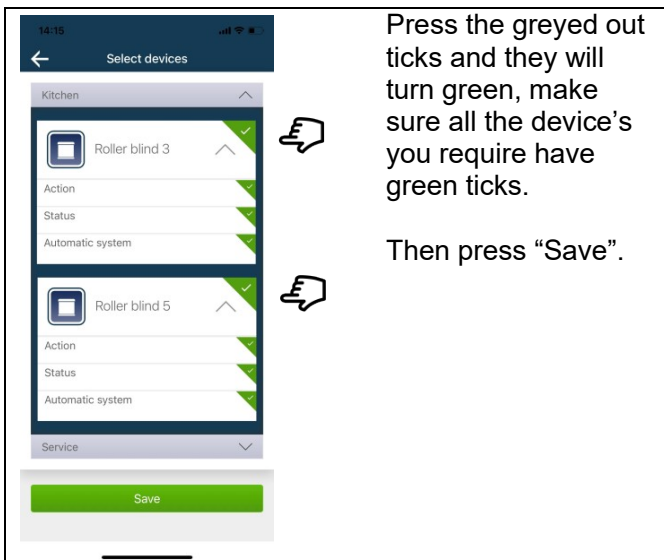 14:15
Select devices
Kitchen
Roller blind 3
Action
Status
Automatic system
Roller blind 5
Action
Status
Automatic system
Service
Save
Press the greyed out
ticks and they will
turn green, make
sure all the device’s
you require have
green ticks.
Then press “Save”.